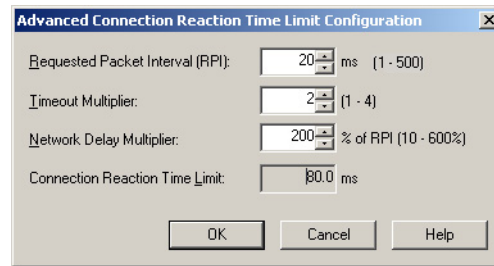 Advanced Connection Reaction Time Limit Configuration X
Requested Packet Interval (RPI): 20 ms (1 - 500)
Timeout Multiplier: 2 (1 - 4)
Network Delay Multiplier: 200 % of RPI (10 - 600%)
Connection Reaction Time Limit: 80.0 ms
OK Cancel Help